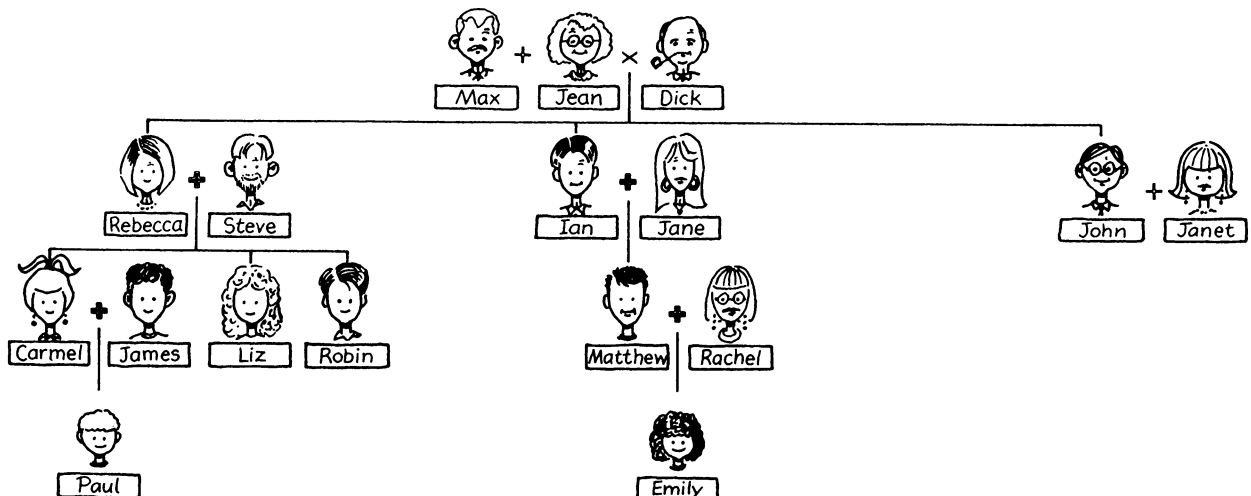 Max
Jean
Dick
Rebecca
Steve
Ian
Jane
John
Janet
Carmel
James
Liz
Robin
Matthew
Rachel
Paul
Emily